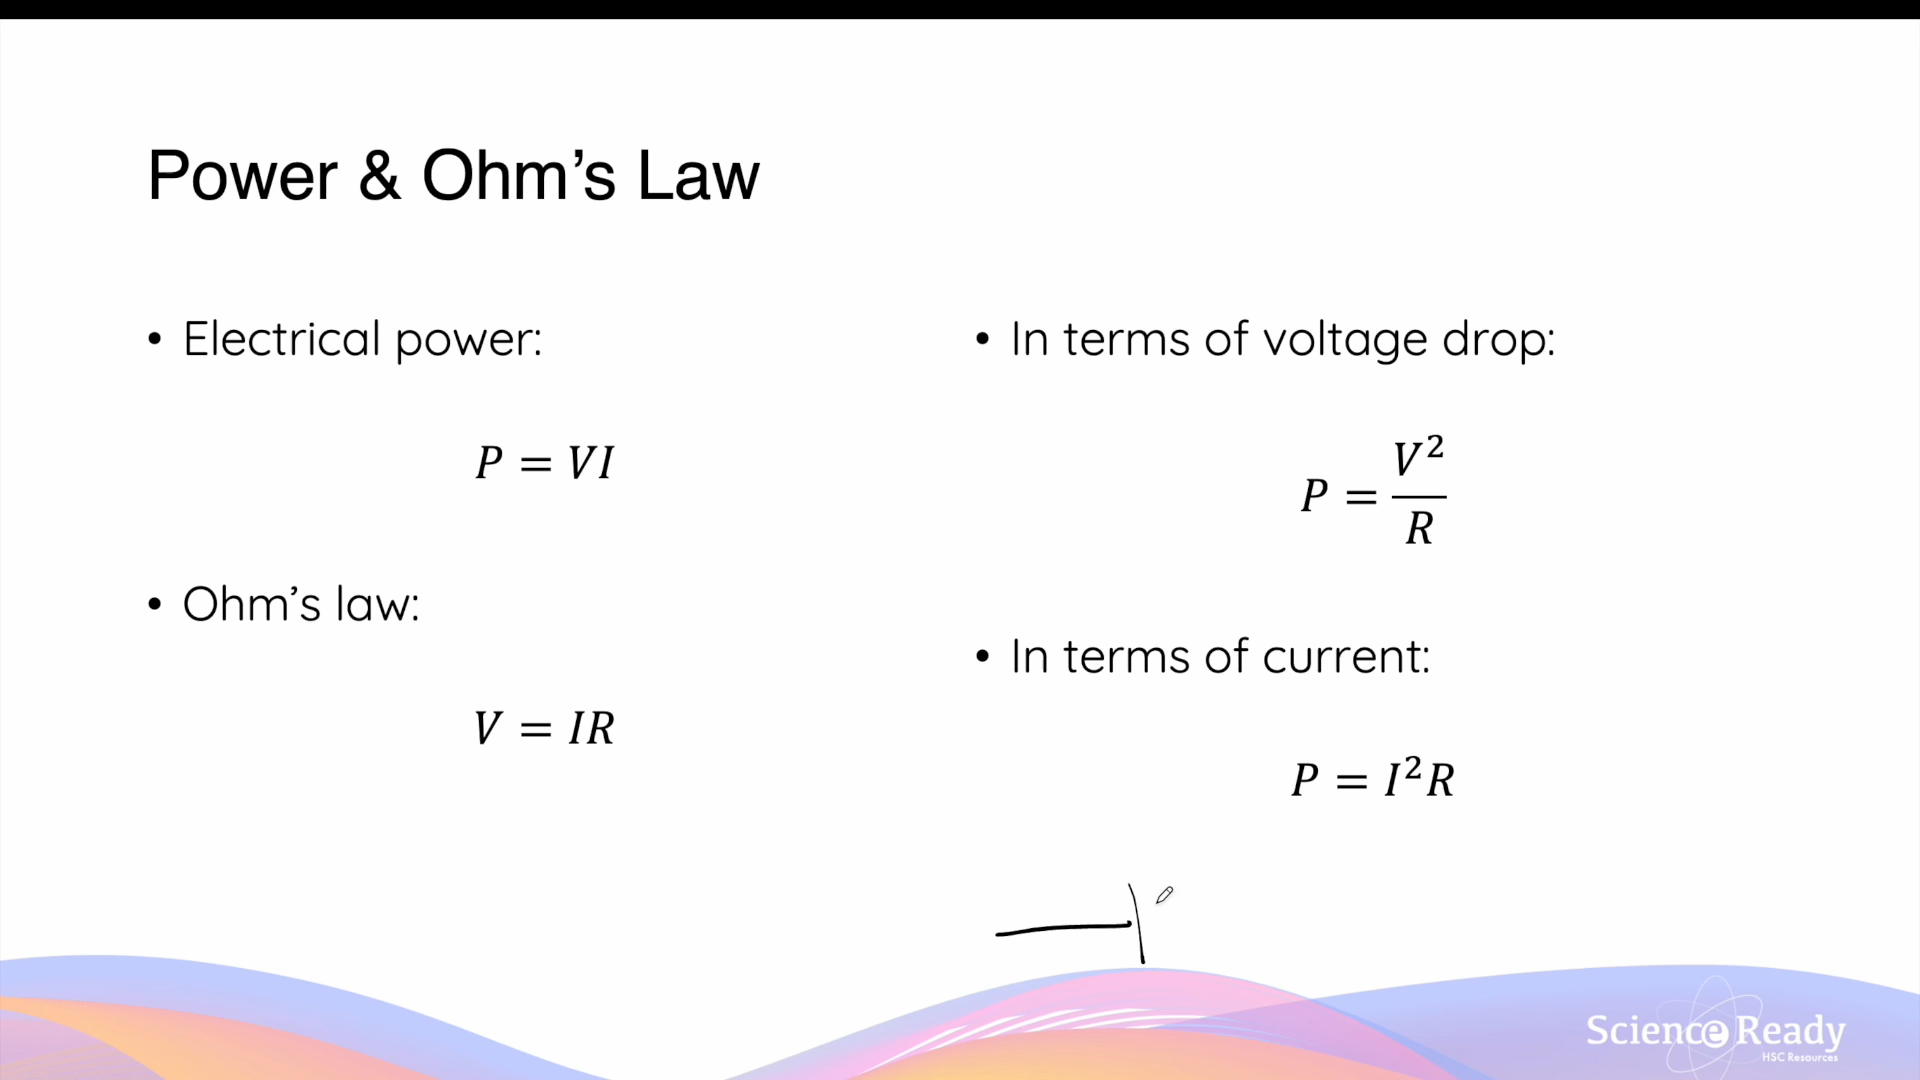 Power & Ohm’s Law
• Electrical power:
P = VI
• Ohm’s law:
V = IR
• In terms of voltage drop:
P = V²/R
• In terms of current:
P = I²R
Science Ready
HSC Resources